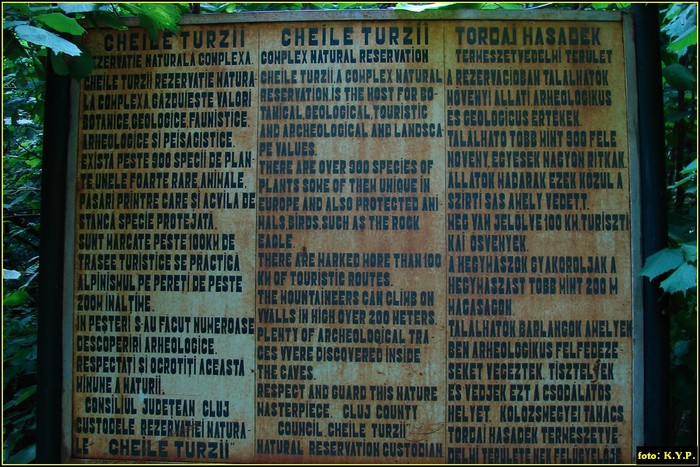 CHEILE TURZII
REZERVATIE NATURALA COMPLEXA.
CHEILE TURZII REZERVATIE NATURA-
LA COMPLEXA, GAZDUIESTE VALORI
BOTANICE GEOLOGICE FAUNISTICE,
ARHEOLOGICE SI PEISAGISTICE.
EXISTA PESTE 900 SPECII DE PLAN-
TE, UNELE FOARTE RARE, ANIMALE,
PASARI PRINTRE CARE SI ACVILA DE
STANCA SPECIE PROTEJATA.
SUNT MARCATE PESTE 100KM DE
TRASEE TURISTICE SE PRACTICA
ALPINISMUL PE PERETI DE PESTE
200M INALTIME.
IN PESTERI S-AU FACUT NUMEROASE
DESCOPERIRI ARHEOLOGICE.
RESPECTATI SI OCROTITI ACEASTA
MINUNE A NATURII.
CONSILIUL JUDETEAN CLUJ
CUSTODELE REZERVATIEI NATURA-
LE "CHEILE TURZII"
CHEILE TURZII
COMPLEX NATURAL RESERVATION
CHEILE TURZII A COMPLEX NATURAL
RESERVATION IS THE HOST FOR BO-
TANICAL, GEOLOGICAL, TOURISTIC
AND ARCHEOLOGICAL AND LANDSCA-
PE VALUES.
THERE ARE OVER 900 SPECIES OF
PLANTS SOME OF THEM UNIQUE IN
EUROPE AND ALSO PROTECTED ANI-
MALS, BIRDS, SUCH AS THE ROCK
EAGLE.
THERE ARE MARKED MORE THAN 100
KM OF TOURISTIC ROUTES.
THE MOUNTAINEERS CAN CLIMB ON
WALLS IN HIGH OVER 200 METERS.
PLENTY OF ARCHEOLOGICAL TRA-
CES WERE DISCOVERED INSIDE
THE CAVES.
RESPECT AND GUARD THIS NATURE
MASTERPIECE. CLUJ COUNTY
COUNCIL "CHEILE TURZII"
NATURAL RESERVATION CUSTODIAN
TORDAI HASADEK
TERMESZETVEDELMI TERULET
A REZERVACIOBAN TALALHATOK
NOVENYI ALLATI ARHEOLOGIKUS
ES GEOLOGICUS ERTEKEK.
TALALHATO TOBB MINT 900 FELE
NOVENY, EGYESEK NAGYON RITKAK.
ALLATOK MADARAK EZEK KOZUL A
SZIRTI SAS AMELY VEDETT.
MEG VAN JELOLVE 100 KM. TURISZTI
KAI OSVENYEK.
A HEGYMASZOK GYAKOROLJAK A
HEGYMASZAST TOBB MINT 200 M
MAGASAGON.
TALALHATOK BARLANGOK AMELYEK
BEN ARHEOLOGIKUS FELFEDEZE-
SEKET VEGEZTEK. TISZTELJEK
ES VEDJEK EZT A CSODALATOS
HELYET. KOLOZSMEGYEI TANACS
TORDAI HASADEK TERMESZETVE-
DELMI TERULETE NEK FELUGYELOJE
foto: K.Y.P.